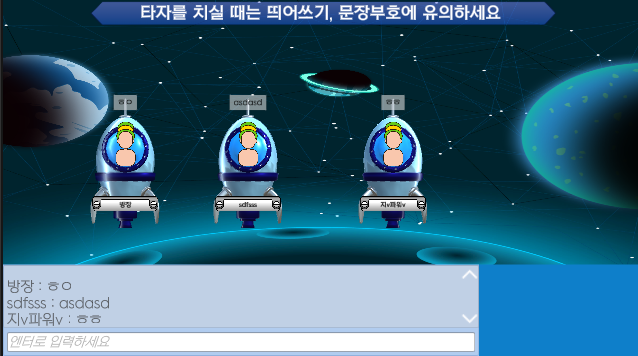 타자를 치실 때는 띄어쓰기, 문장부호에 유의하세요
ㅎㅇ
asdasd
ㅎㅎ
방장
sdfsss
지v파워v
방장 : ㅎㅇ
sdfsss : asdasd
지v파워v : ㅎㅎ
엔터로 입력하세요